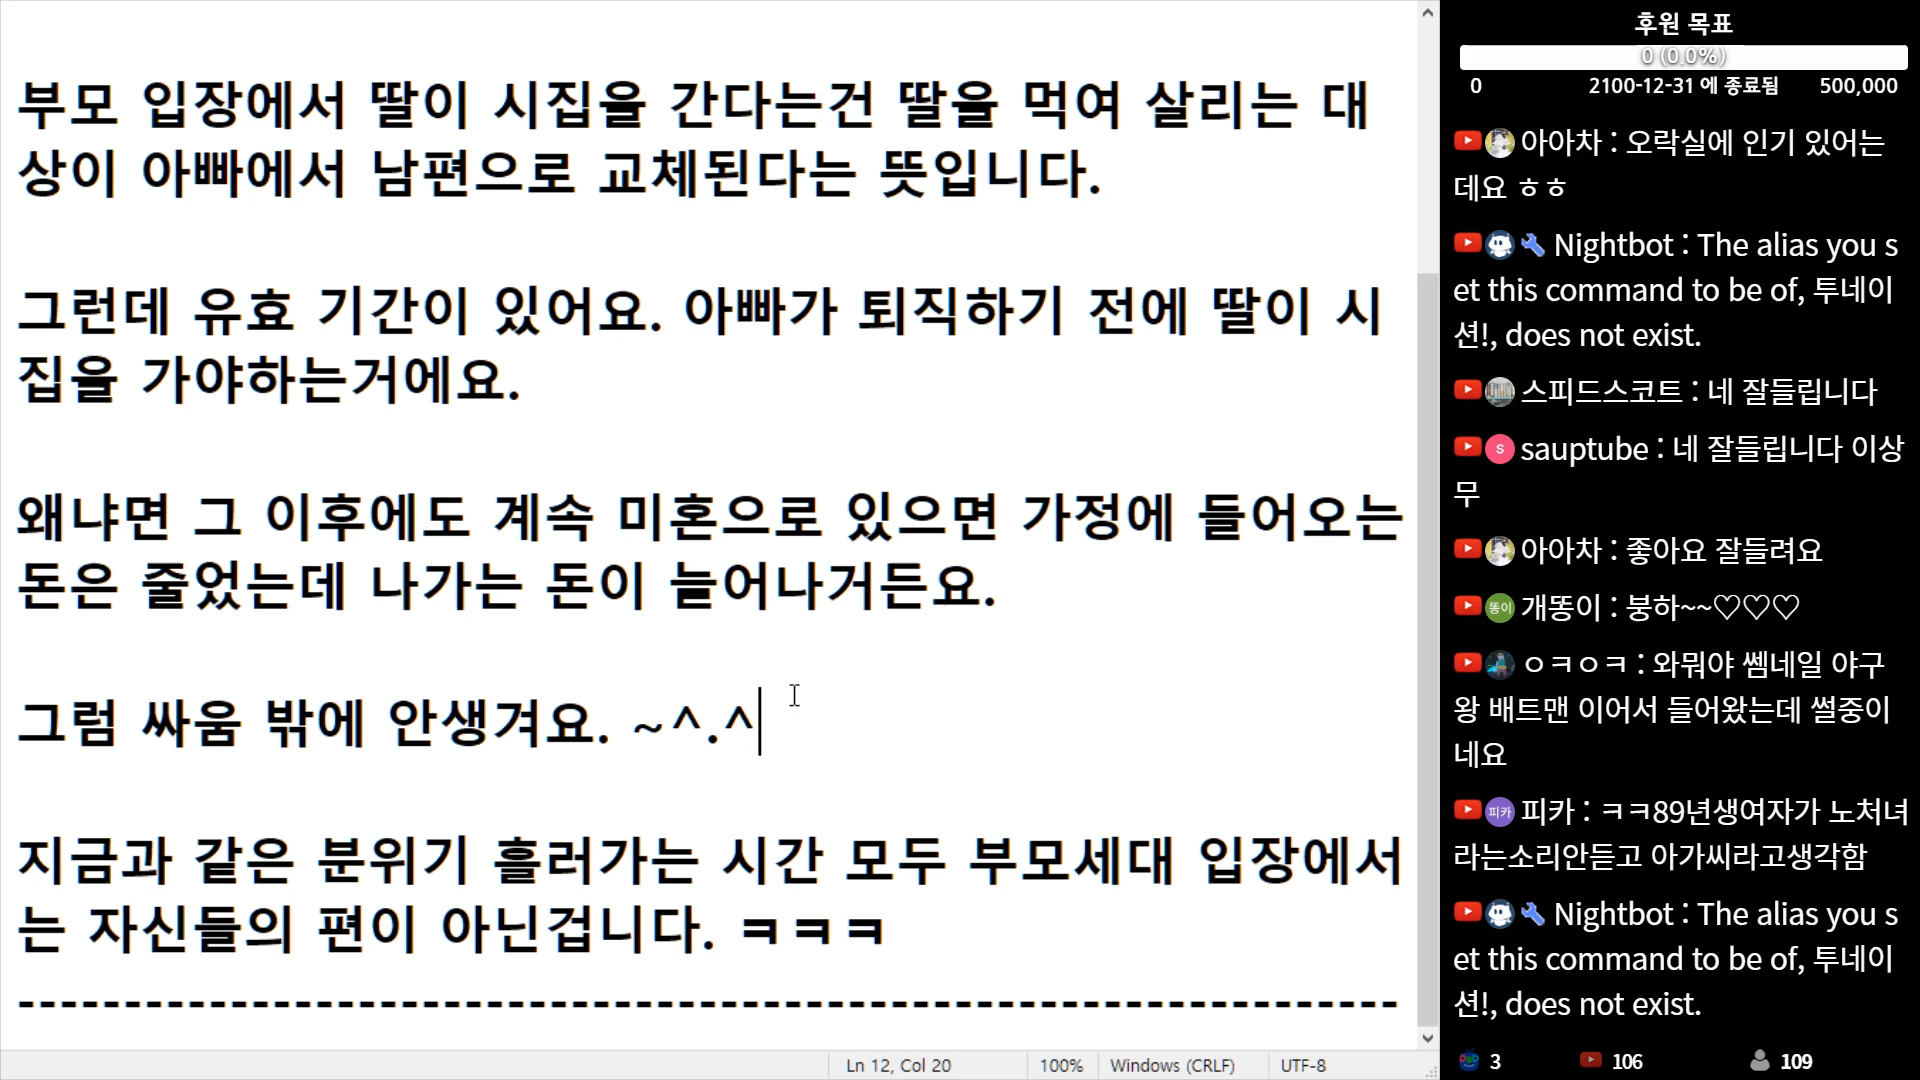 부모 입장에서 딸이 시집을 간다는건 딸을 먹여 살리는 대
상이 아빠에서 남편으로 교체된다는 뜻입니다.
그런데 유효 기간이 있어요. 아빠가 퇴직하기 전에 딸이 시
집을 가야하는거에요.
왜냐면 그 이후에도 계속 미혼으로 있으면 가정에 들어오는
돈은 줄었는데 나가는 돈이 늘어나거든요.
그럼 싸움 밖에 안생겨요. ~^.^
지금과 같은 분위기 흘러가는 시간 모두 부모세대 입장에서
는 자신들의 편이 아닌겁니다. ㅋㅋㅋ
------------------------------------------------------------------
Ln 12, Col 20 100% Windows (CRLF) UTF-8
후원 목표
0 (0.0%)
0 2100-12-31 에 종료됨 500,000
아아차 : 오락실에 인기 있어는
데요 ㅎㅎ
Nightbot : The alias you s
et this command to be of, 투네이
션!, does not exist.
스피드스코트 : 네 잘들립니다
s sauptube : 네 잘들립니다 이상
무
아아차 : 좋아요 잘들려요
똥이 개똥이 : 붕하~~♡♡♡
ㅇㅋㅇㅋ : 와뭐야 쎔네일 야구
왕 배트맨 이어서 들어왔는데 썰중이
네요
피카 피카 : ㅋㅋ89년생여자가 노처녀
라는소리안듣고 아가씨라고생각함
Nightbot : The alias you s
et this command to be of, 투네이
션!, does not exist.
3 106 109